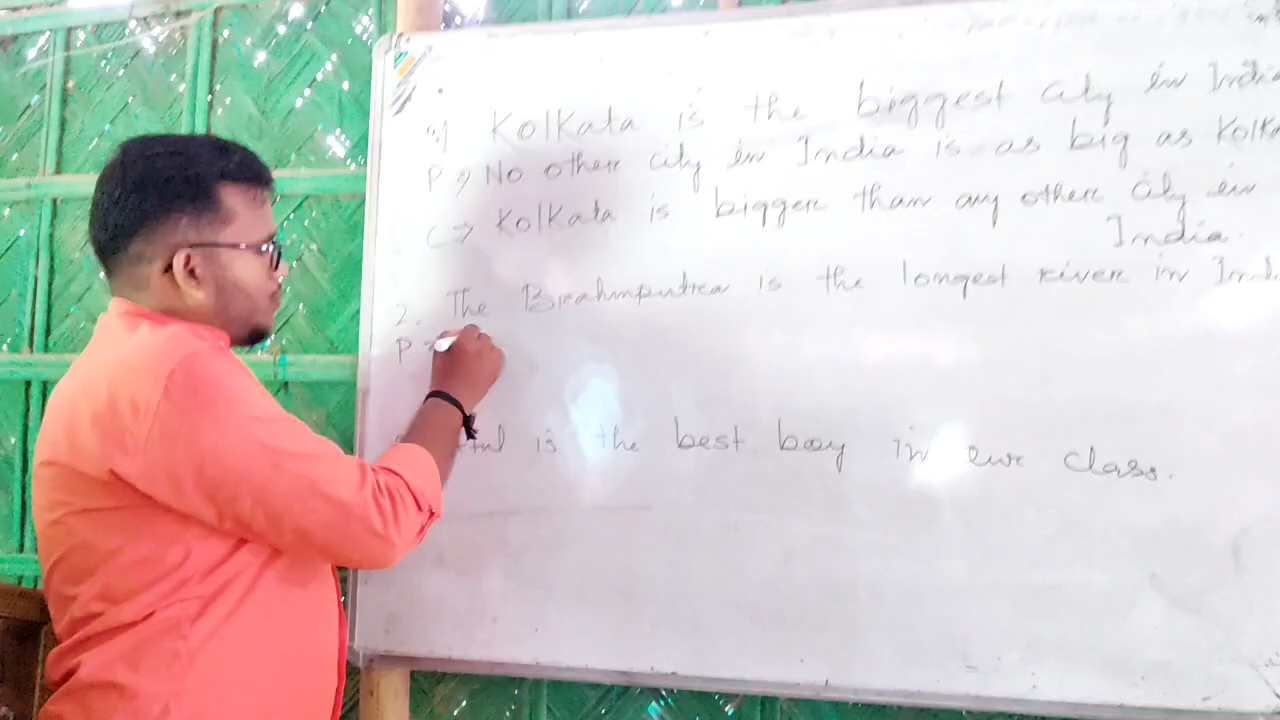 Kolkata is the biggest city in India
P => No other city in India is as big as Kolka
C => Kolkata is bigger than any other city in
India.
2. The Brahmputra is the longest river in Ind
P =>
is the best boy in our class.